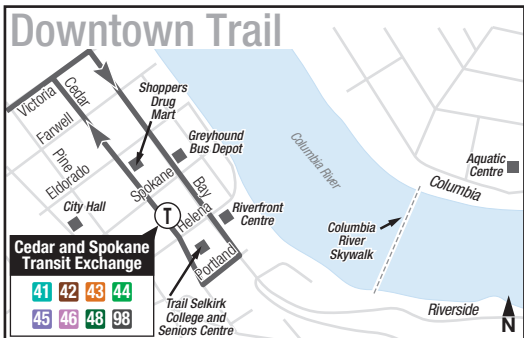 Downtown Trail
Victoria
Cedar
Farwell
Pine
Eldorado
Spokane
Bay
Helena
Portland
Shoppers
Drug
Mart
Greyhound
Bus Depot
City Hall
Riverfront
Centre
T
Cedar and Spokane
Transit Exchange
41 42 43 44
45 46 48 98
Trail Selkirk
College and
Seniors Centre
Columbia River
Columbia
River
Skywalk
Aquatic
Centre
Columbia
Riverside
N